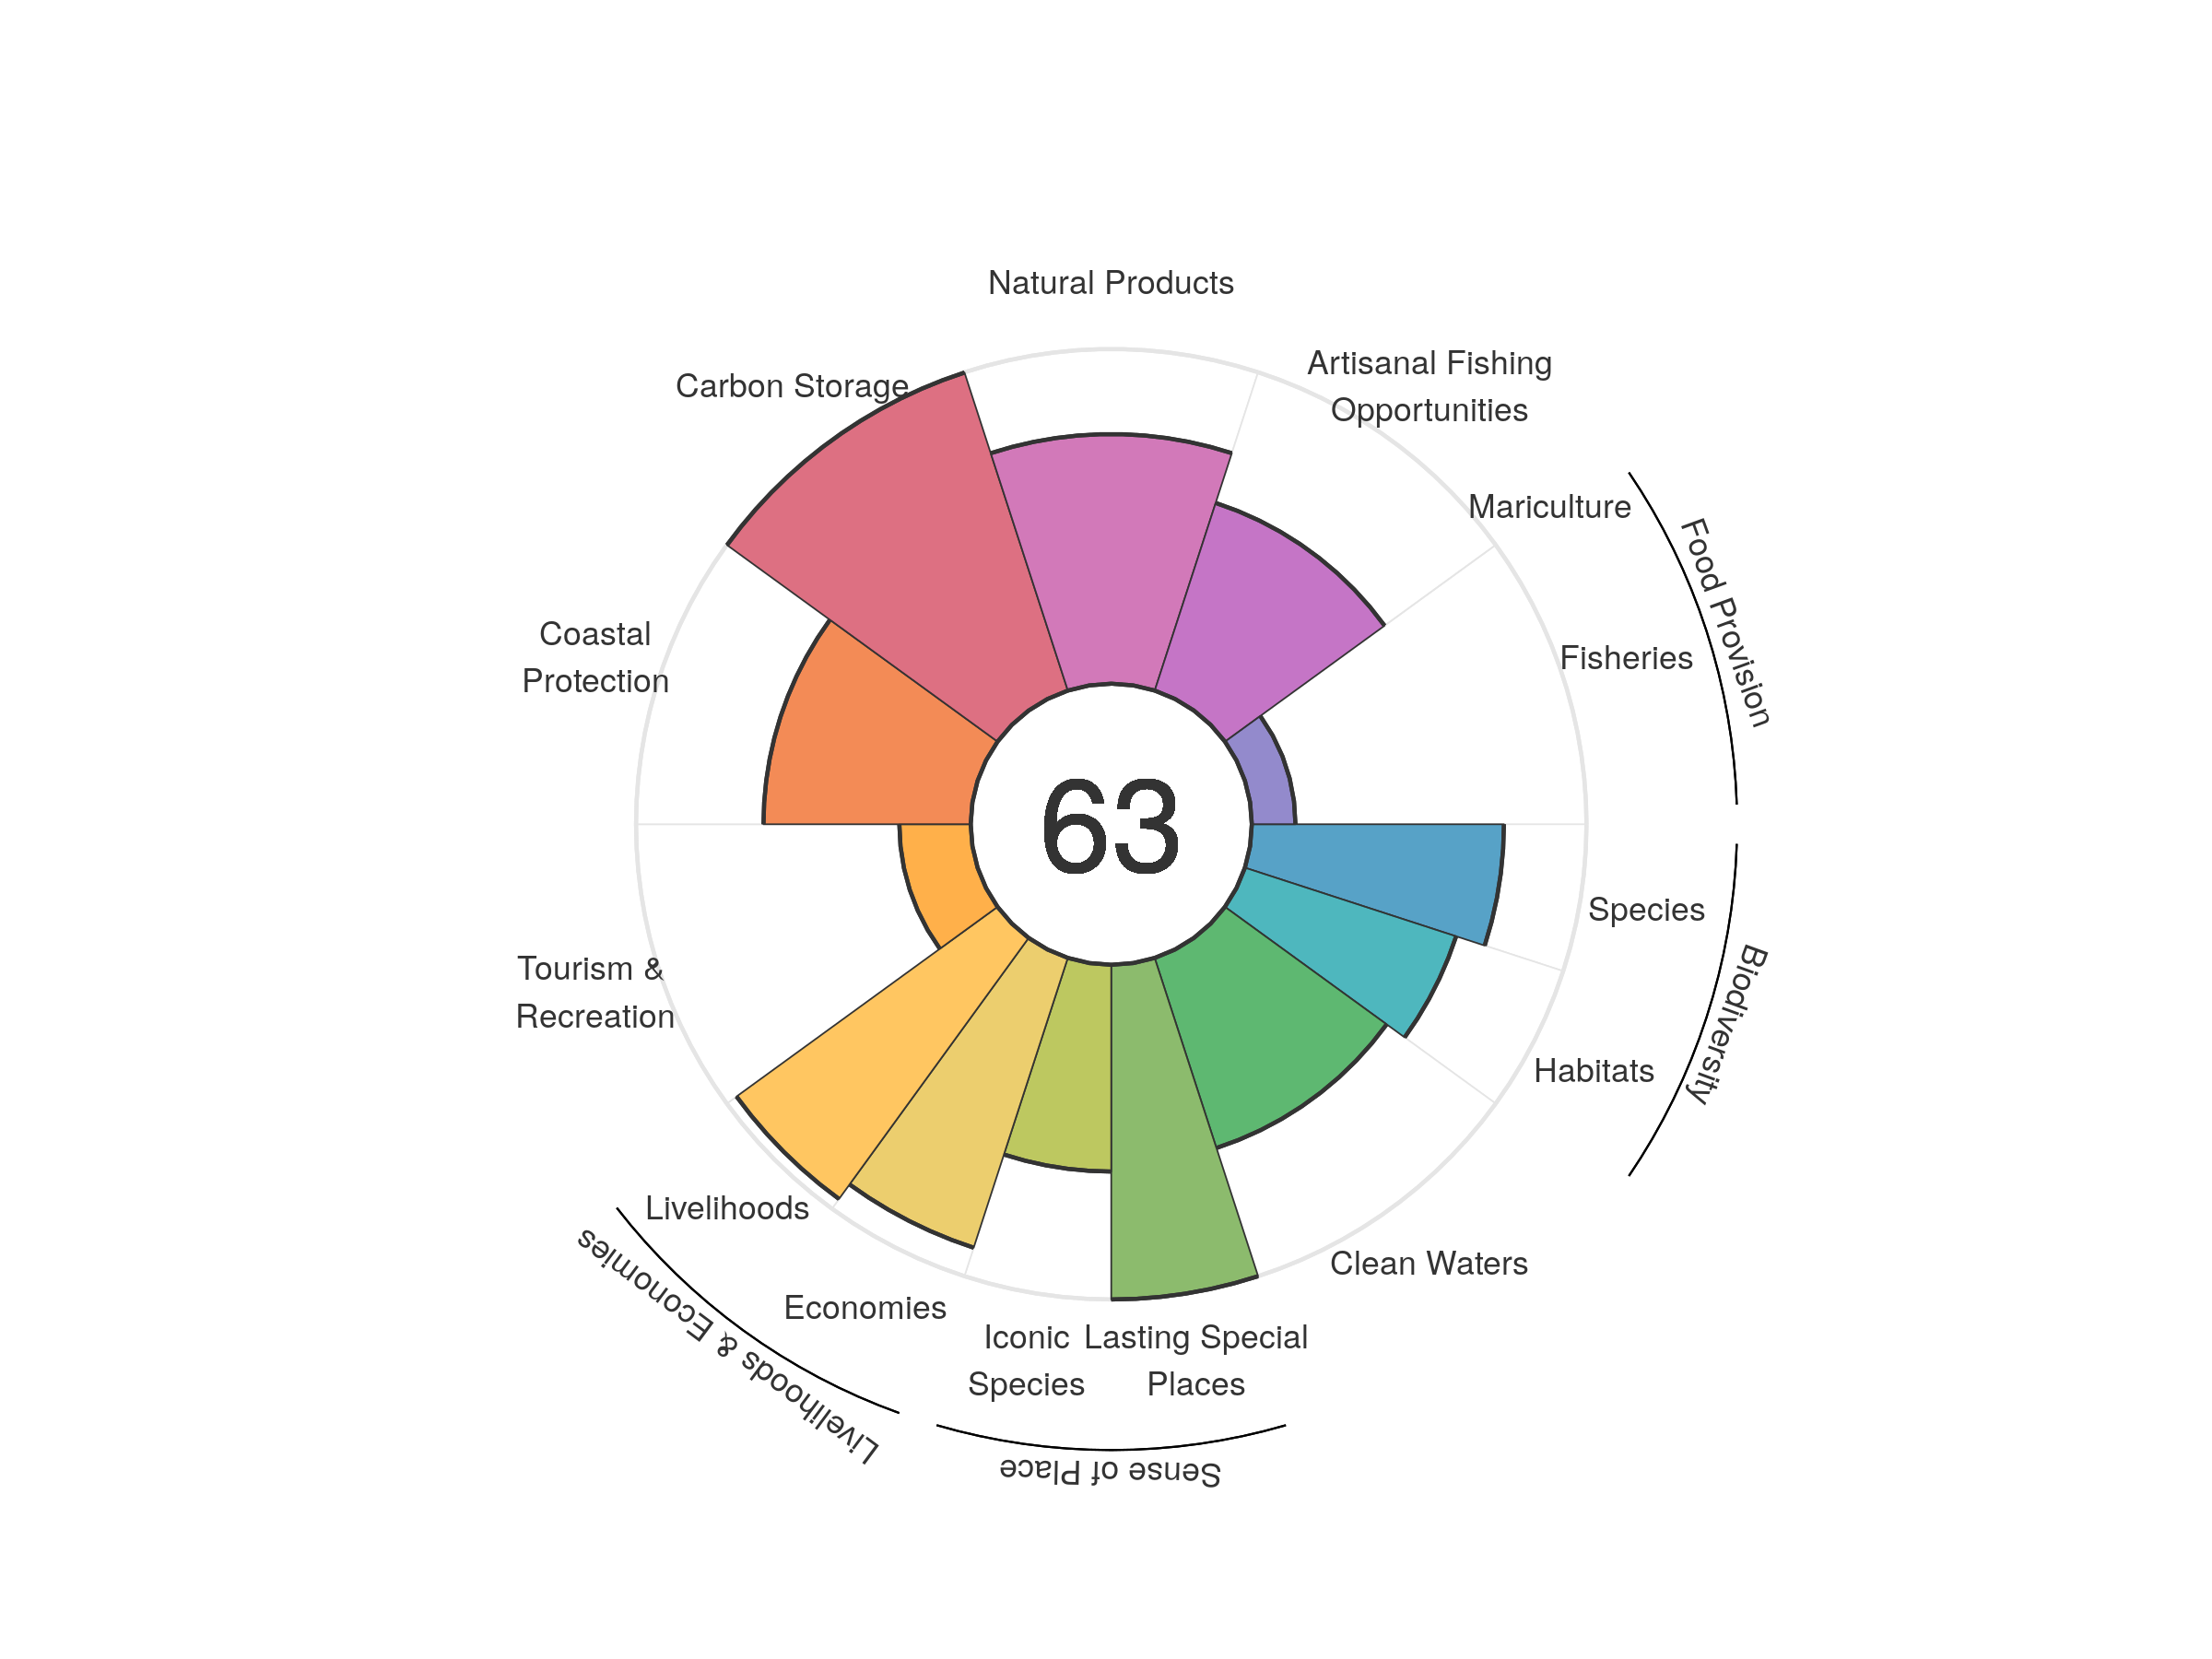 Natural Products
Artisanal Fishing
Opportunities
Carbon Storage
Mariculture
Food Provision
Coastal
Protection
Fisheries
63
Species
Biodiversity
Tourism &
Recreation
Habitats
Livelihoods
Livelihoods & Economies
Clean Waters
Economies
Iconic
Species
Lasting Special
Places
Sense of Place